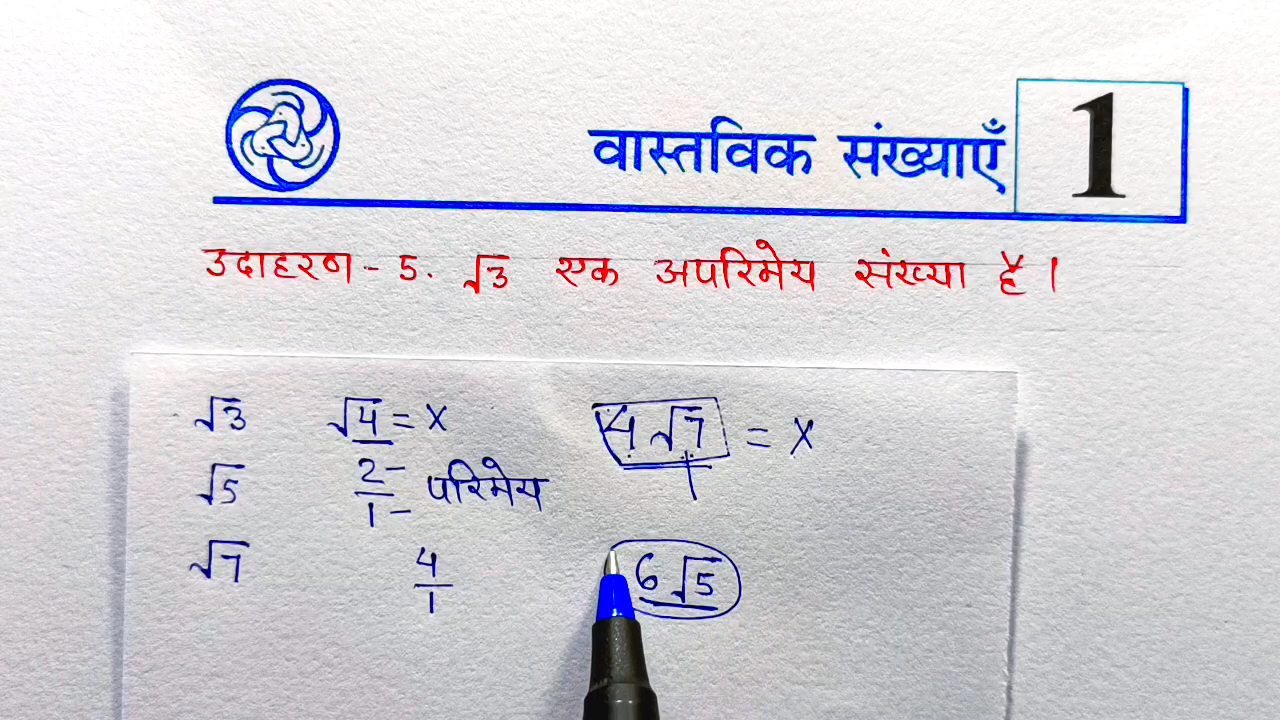 वास्तविक संख्याएँ 1
उदाहरण - 5. √3 एक अपरिमेय संख्या है।
√3 √4 = x 4√7 = x
√5 2/1 - परिमेय 1
√7 4/1 6√5